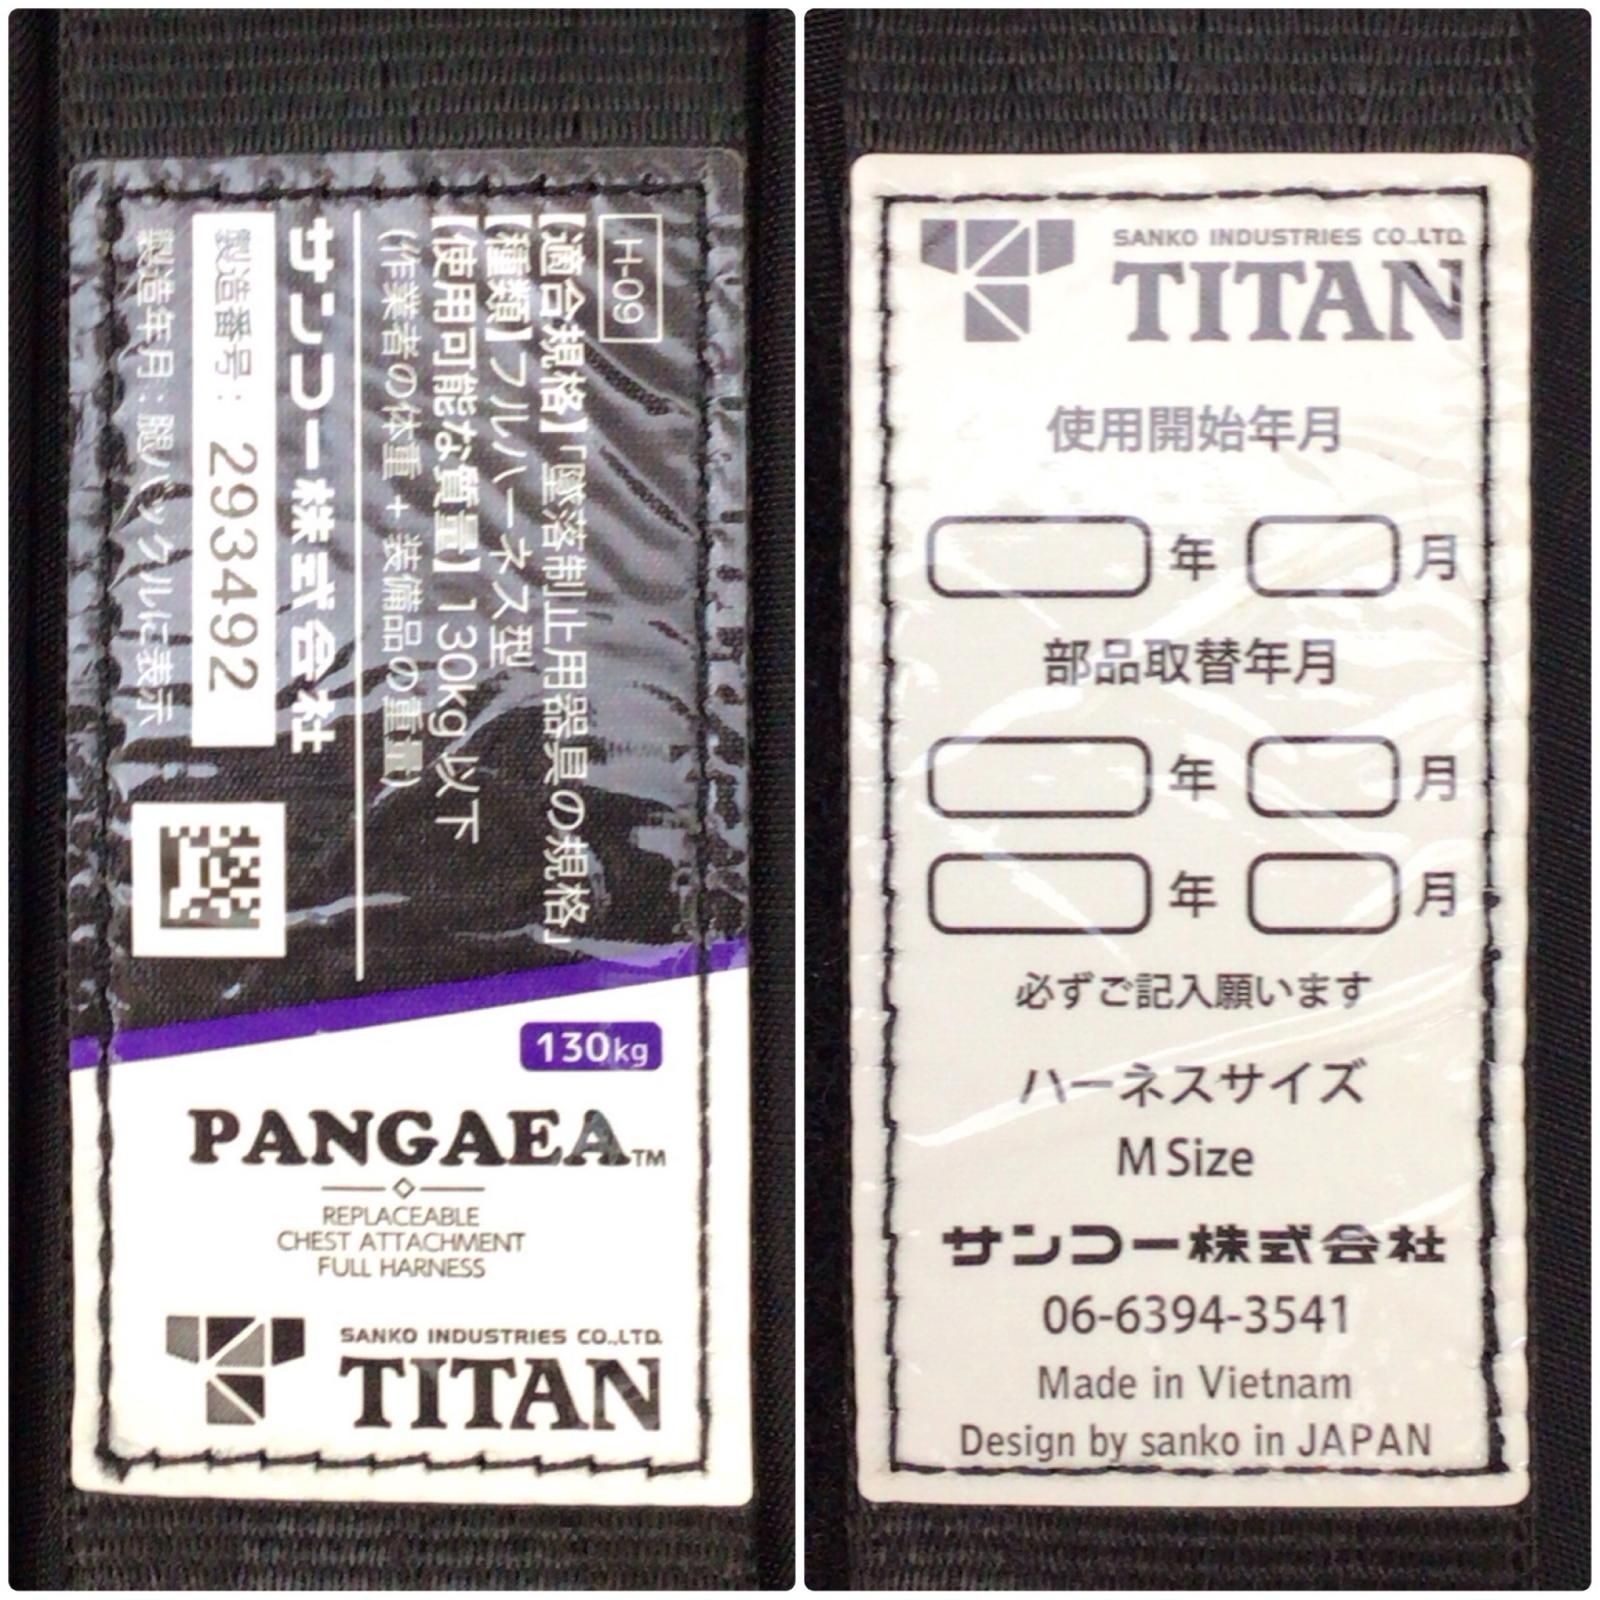 H-09
【適合規格】「墜落制止用器具の規格」
【種類】フルハーネス型
【使用可能な質量】130kg以下
(作業者の体重 + 装備品の重量)
サンコー株式会社
製造番号: 293492
製造年月:腿バックルに表示
130kg
PANGAEA™
REPLACEABLE
CHEST ATTACHMENT
FULL HARNESS
SANKO INDUSTRIES CO.,LTD.
TITAN
SANKO INDUSTRIES CO.,LTD.
TITAN
使用開始年月
年 月
部品取替年月
年 月
年 月
必ずご記入願います
ハーネスサイズ
M Size
サンコー株式会社
06-6394-3541
Made in Vietnam
Design by sanko in JAPAN